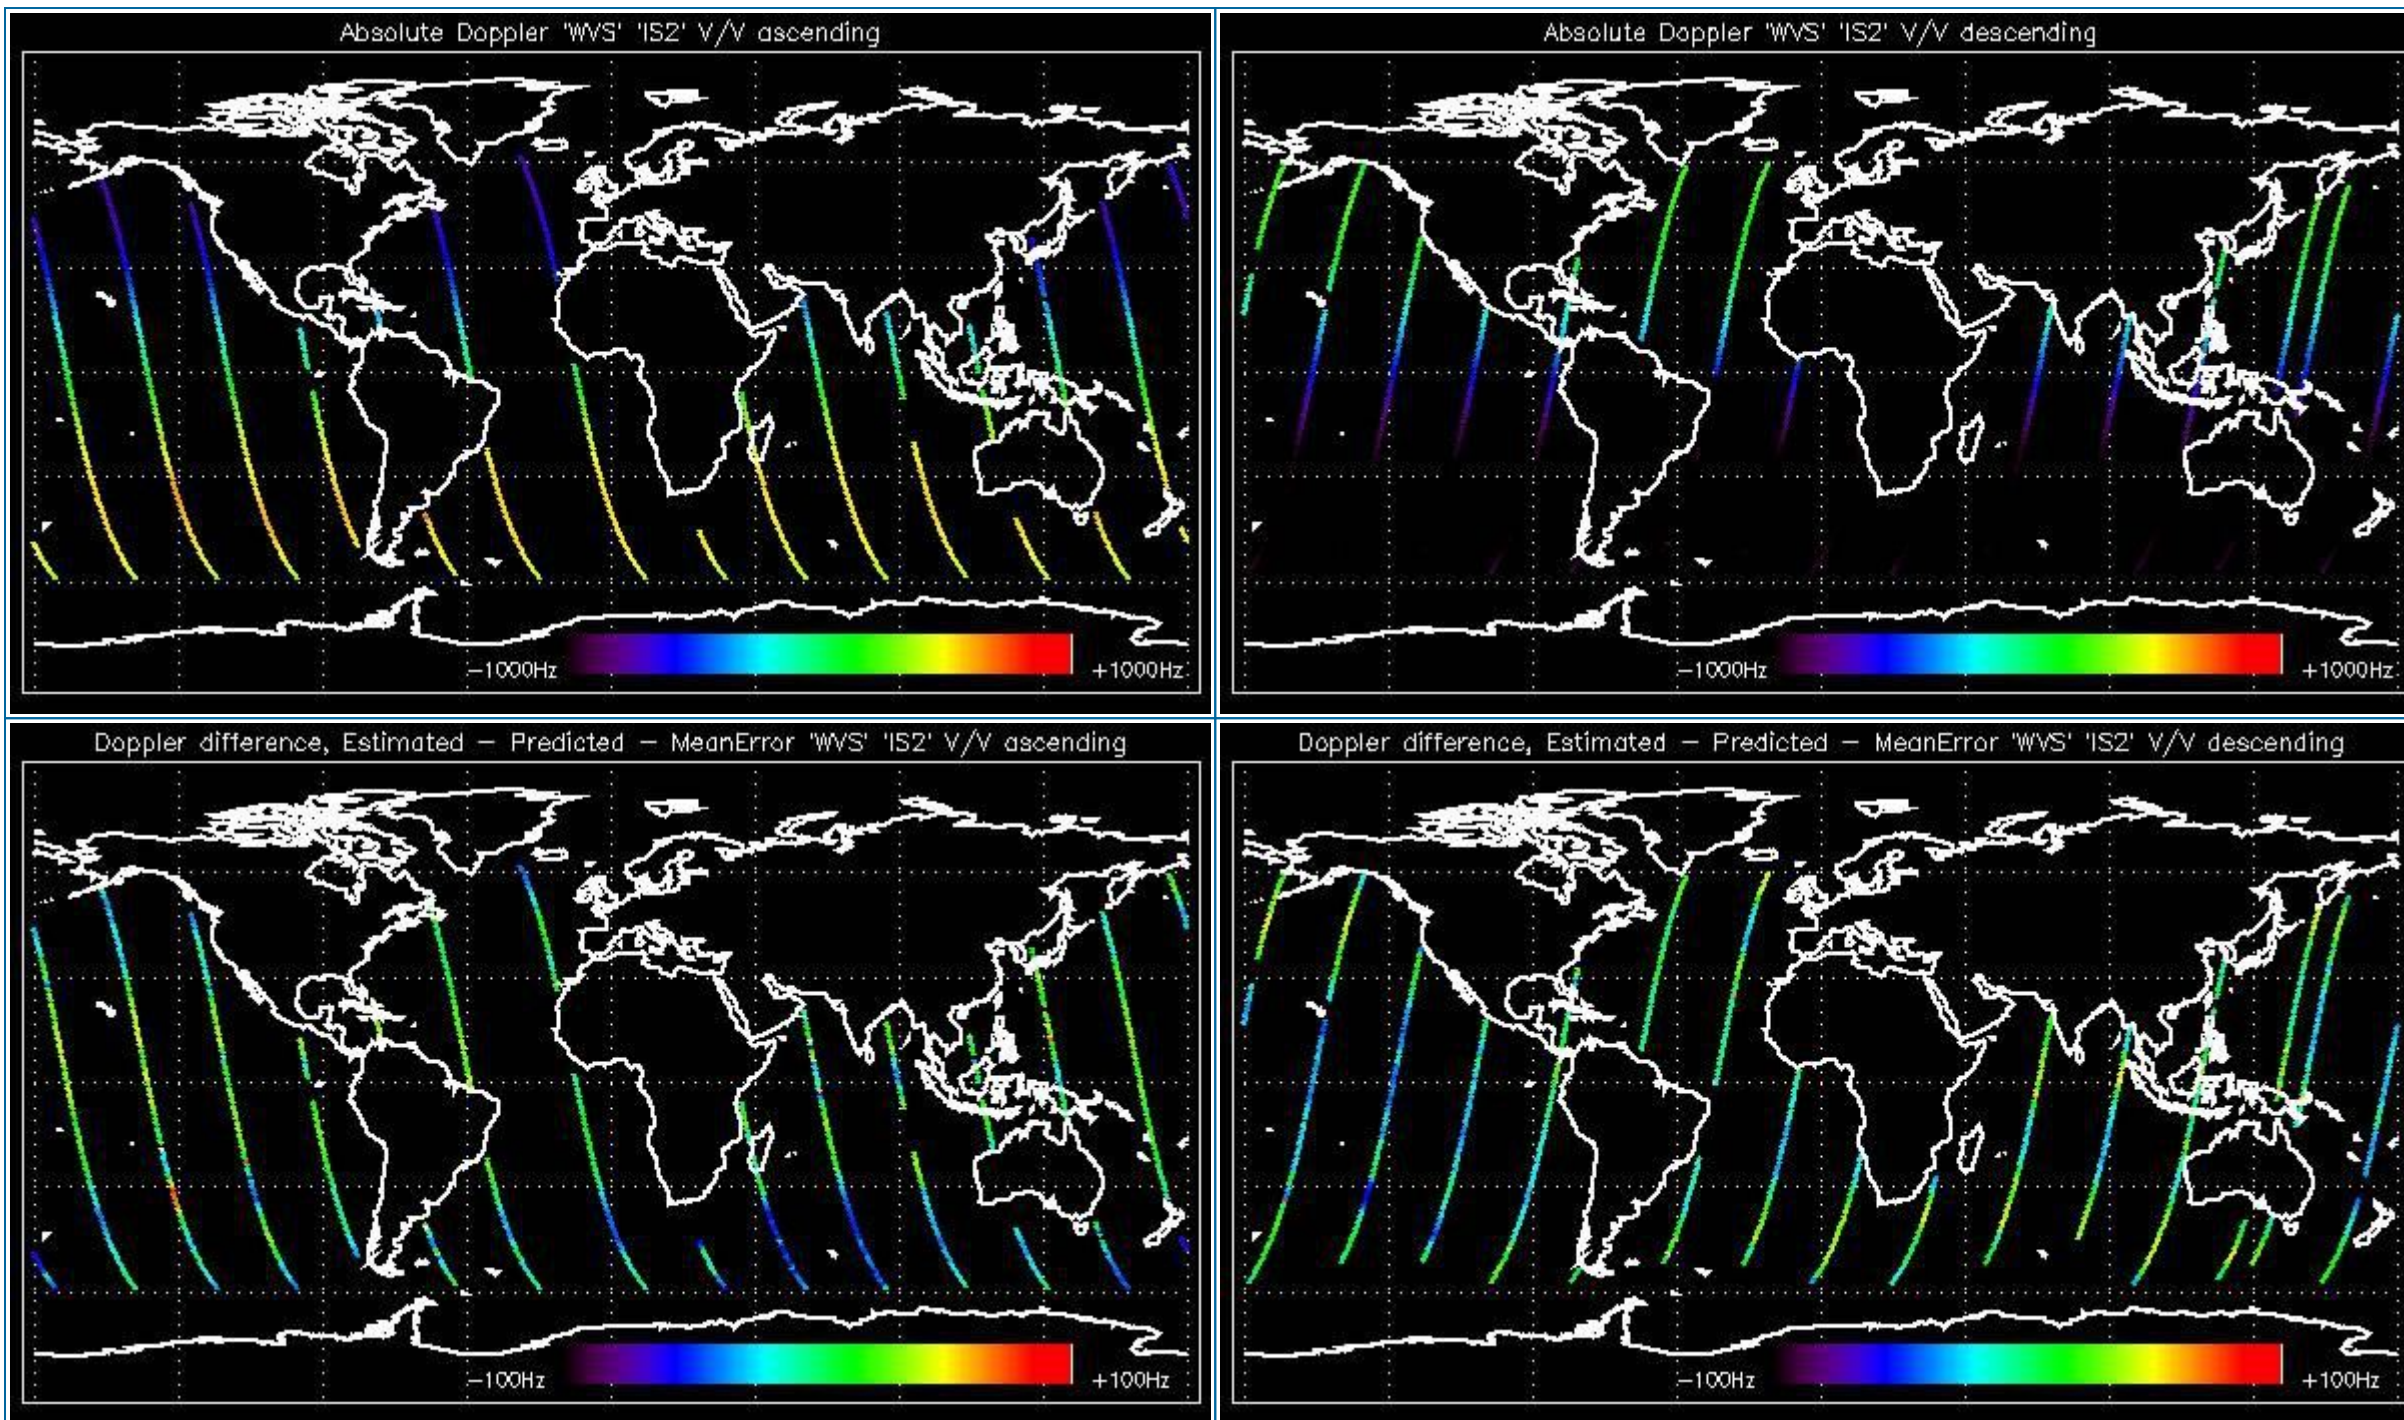 Absolute Doppler 'WVS' 'IS2' V/V ascending
-1000Hz
+1000Hz
Absolute Doppler 'WVS' 'IS2' V/V descending
-1000Hz
+1000Hz
Doppler difference, Estimated - Predicted - MeanError 'WVS' 'IS2' V/V ascending
-100Hz
+100Hz
Doppler difference, Estimated - Predicted - MeanError 'WVS' 'IS2' V/V descending
-100Hz
+100Hz